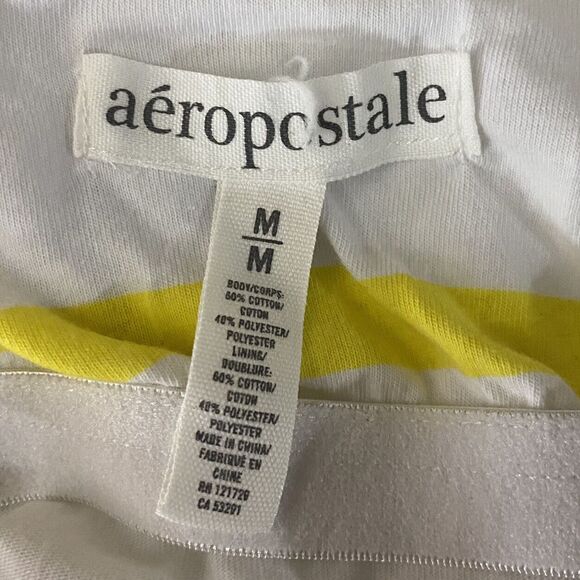 aéropostale
M
M
BODY/CORPS:
60% COTTON/
COTON
40% POLYESTER/
POLYESTER
LINING/
DOUBLURE:
60% COTTON/
COTON
40% POLYESTER/
POLYESTER
MADE IN CHINA/
FABRIQUÉ EN
CHINE
RN 121720
CA 53201